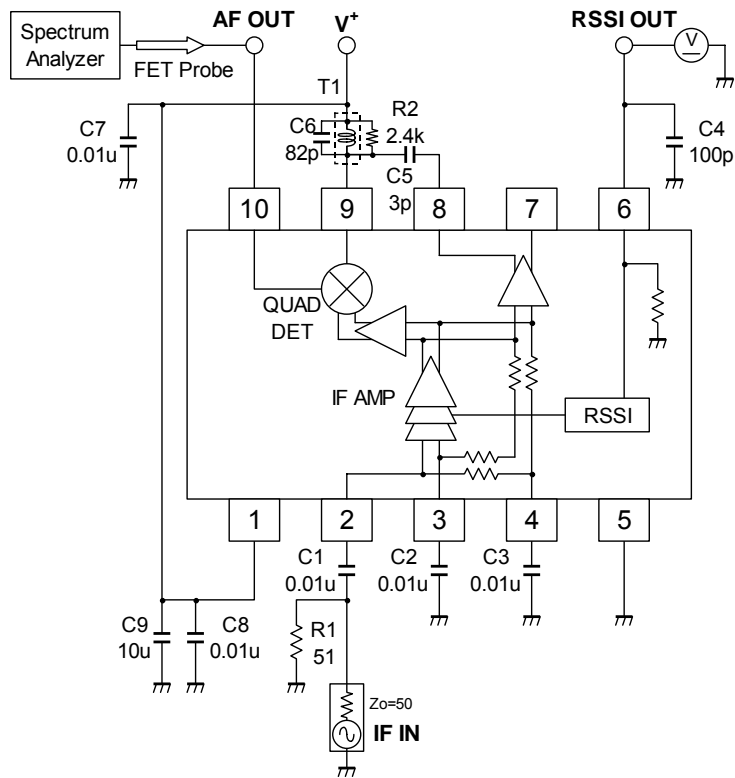 AF OUT
V+
RSSI OUT
Spectrum
Analyzer
FET Probe
V
T1
C7
0.01u
C6
82p
R2
2.4k
C5
3p
C4
100p
10
9
8
7
6
QUAD
DET
IF AMP
RSSI
1
2
3
4
5
C1
0.01u
C2
0.01u
C3
0.01u
C9
10u
C8
0.01u
R1
51
Zo=50
IF IN